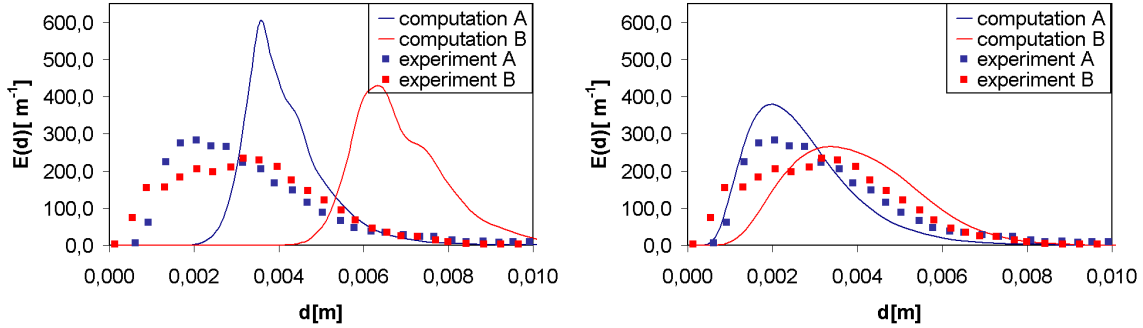 600,0
500,0
400,0
300,0
200,0
100,0
0,0
E(d)[ m-1]
0,000
0,002
0,004
0,006
0,008
0,010
d[m]
computation A
computation B
experiment A
experiment B
600,0
500,0
400,0
300,0
200,0
100,0
0,0
E(d)[ m-1]
0,000
0,002
0,004
0,006
0,008
0,010
d[m]
computation A
computation B
experiment A
experiment B